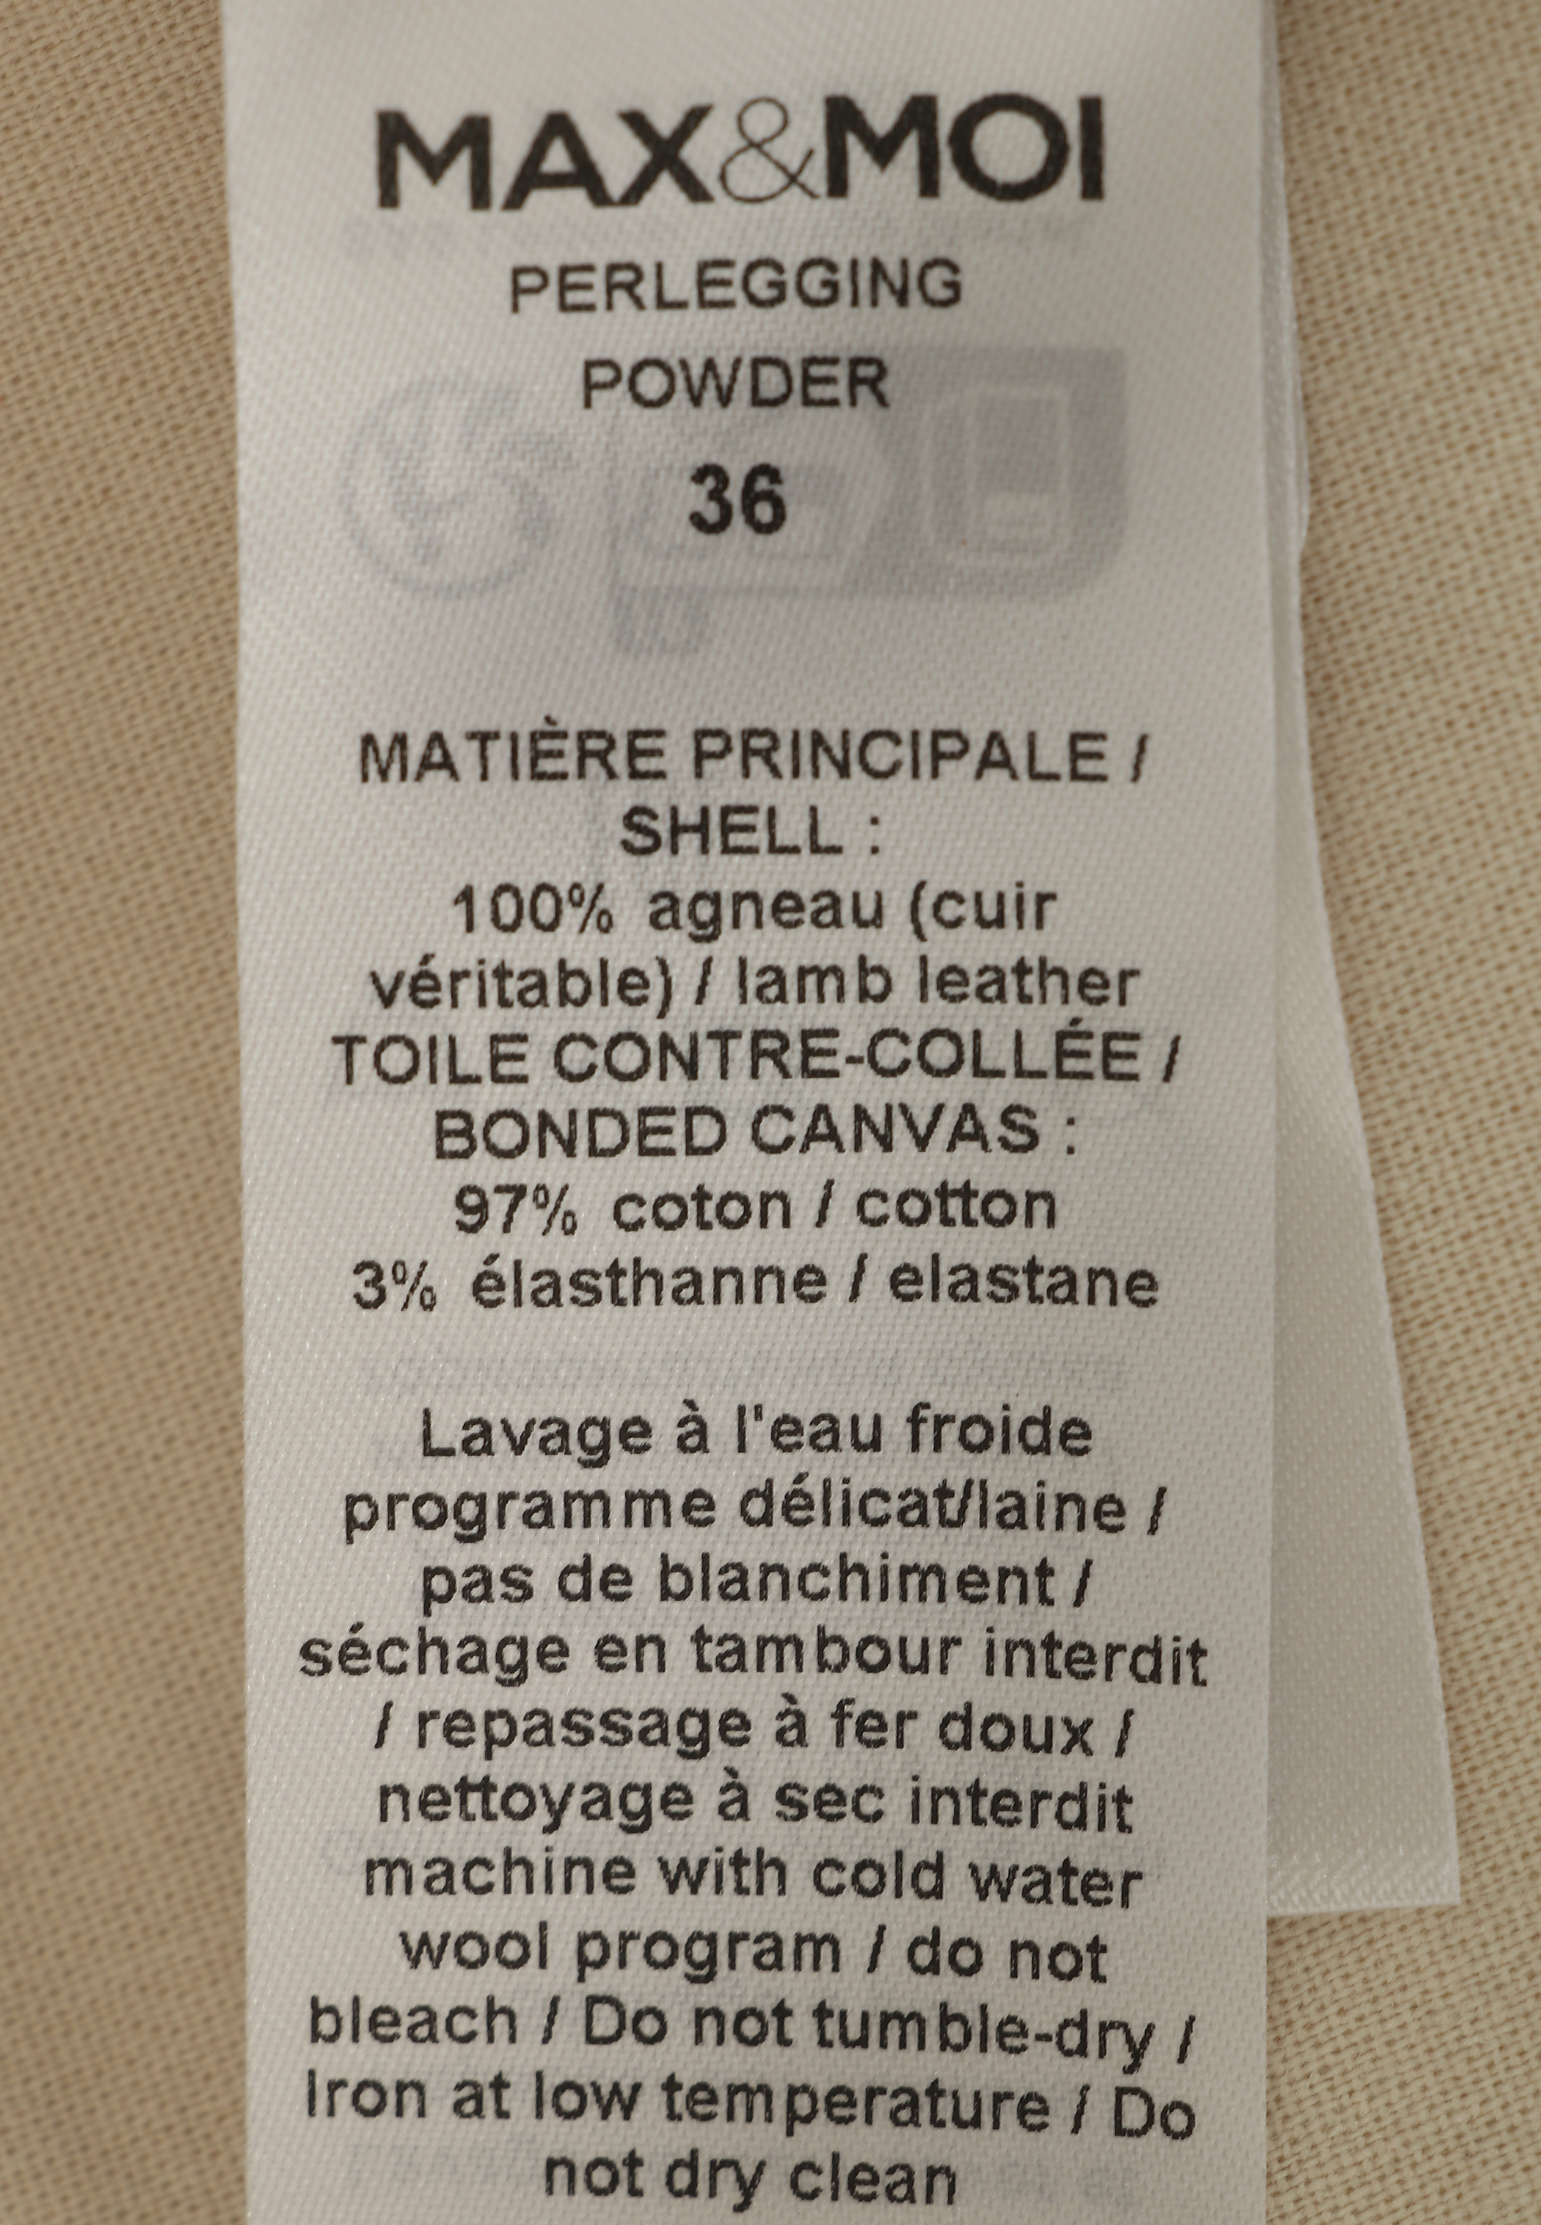 MAX&MOI
PERLEGGING
POWDER
36
MATIÈRE PRINCIPALE /
SHELL :
100% agneau (cuir
véritable) / lamb leather
TOILE CONTRE-COLLÉE /
BONDED CANVAS :
97% coton / cotton
3% élasthanne / elastane
Lavage à l'eau froide
programme délicat/laine /
pas de blanchiment /
séchage en tambour interdit
/ repassage à fer doux /
nettoyage à sec interdit
machine with cold water
wool program / do not
bleach / Do not tumble-dry /
Iron at low temperature / Do
not dry clean